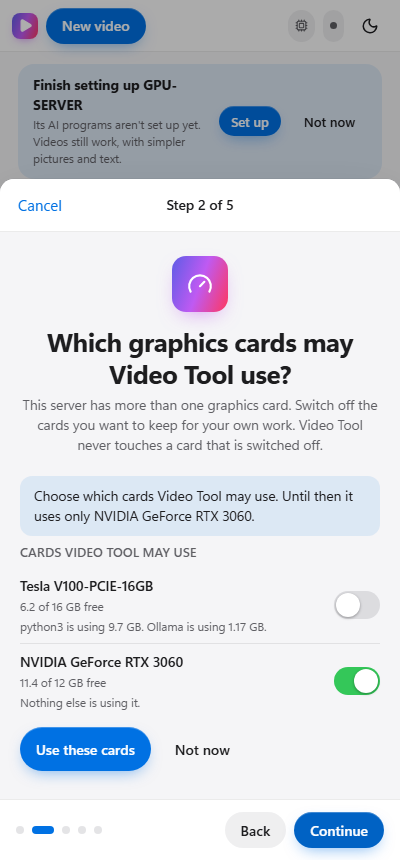 New video
Finish setting up GPU-
SERVER
Its AI programs aren't set up yet.
Videos still work, with simpler
pictures and text.
Set up
Not now
Cancel
Step 2 of 5
Which graphics cards may
Video Tool use?
This server has more than one graphic card. Switch off the
cards you want to keep for your own work. Video Tool
never touches a card that is switched off.
Choose which cards Video Tool may use. Until then it
uses only NVIDIA GeForce RTX 3060.
CARDS VIDEO TOOL MAY USE
Tesla V100-PCIE-16GB
6.2 of 16 GB free
python3 is using 9.7 GB. Ollama is using 1.17 GB.
NVIDIA GeForce RTX 3060
11.4 of 12 GB free
Nothing else is using it.
Use these cards
Not now
Back
Continue